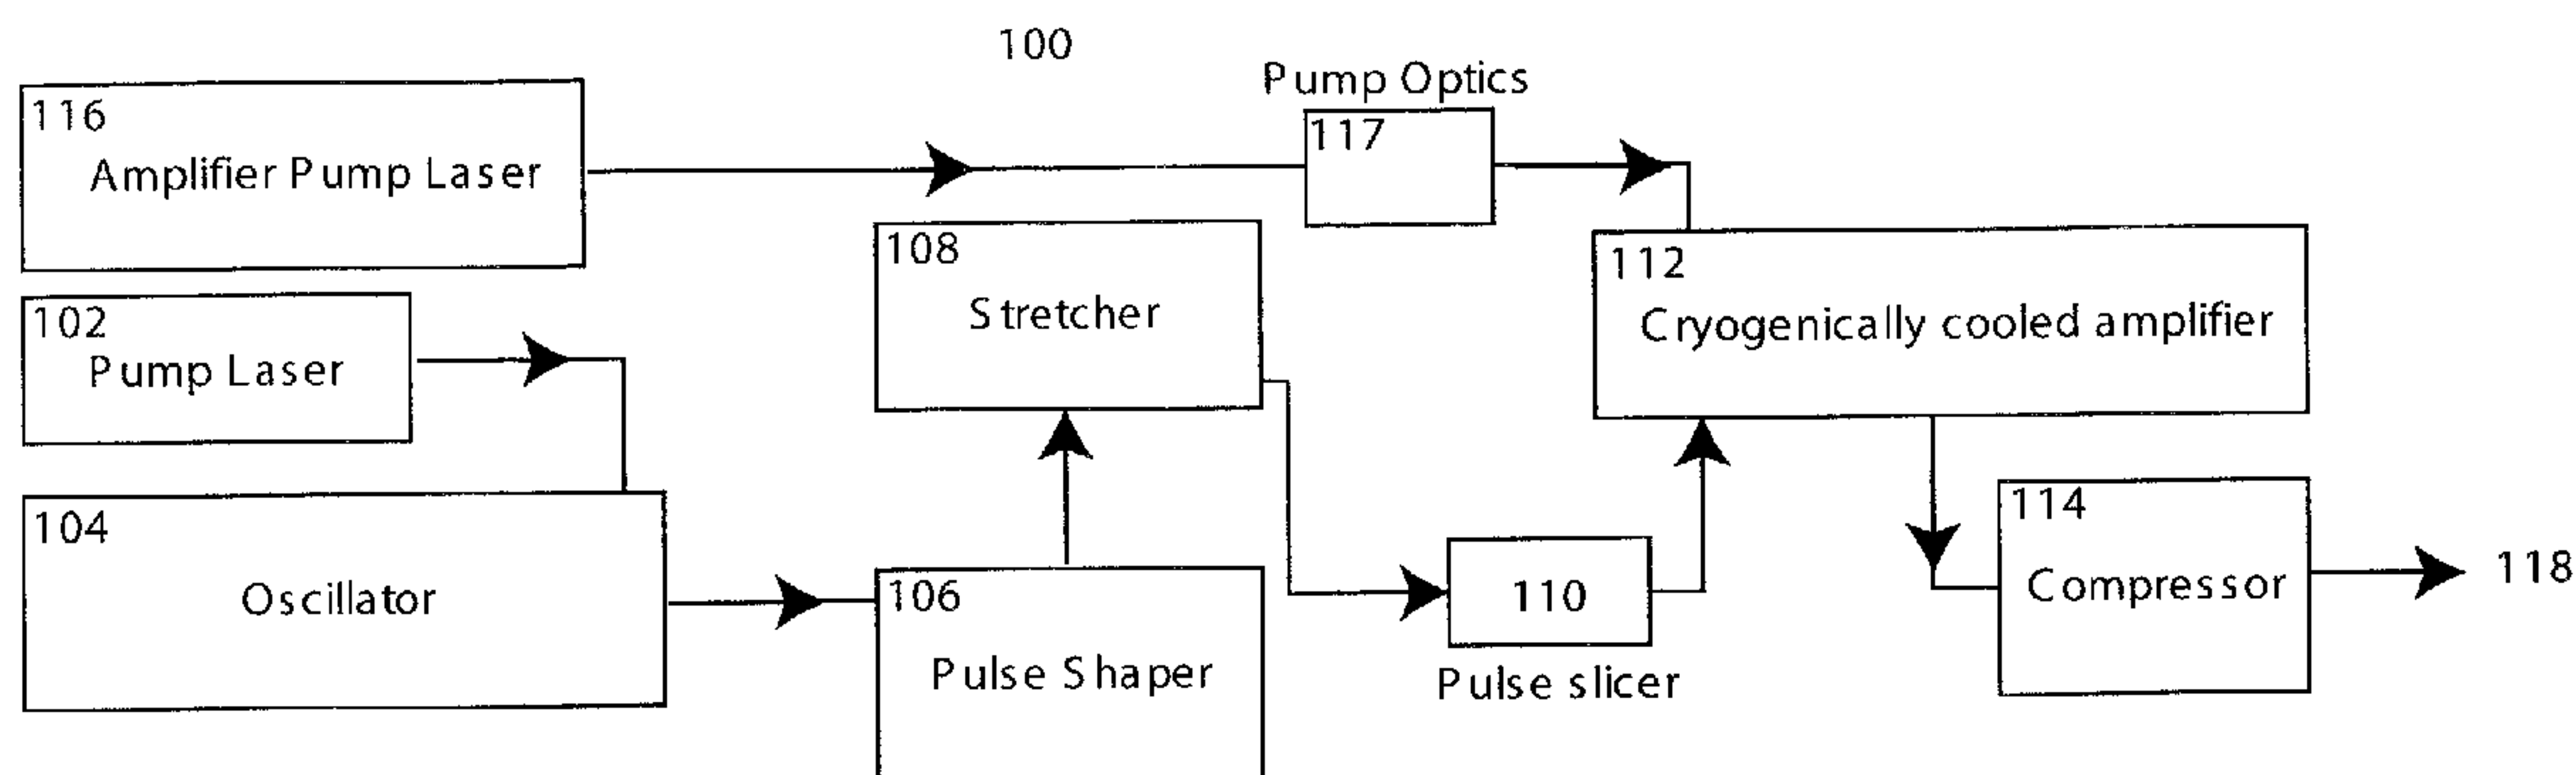 100
116
Amplifier Pump Laser
Pump Optics
117
108
Stretcher
112
Cryogenically cooled amplifier
102
Pump Laser
104
Oscillator
106
Pulse Shaper
110
Pulse slicer
114
Compressor
118